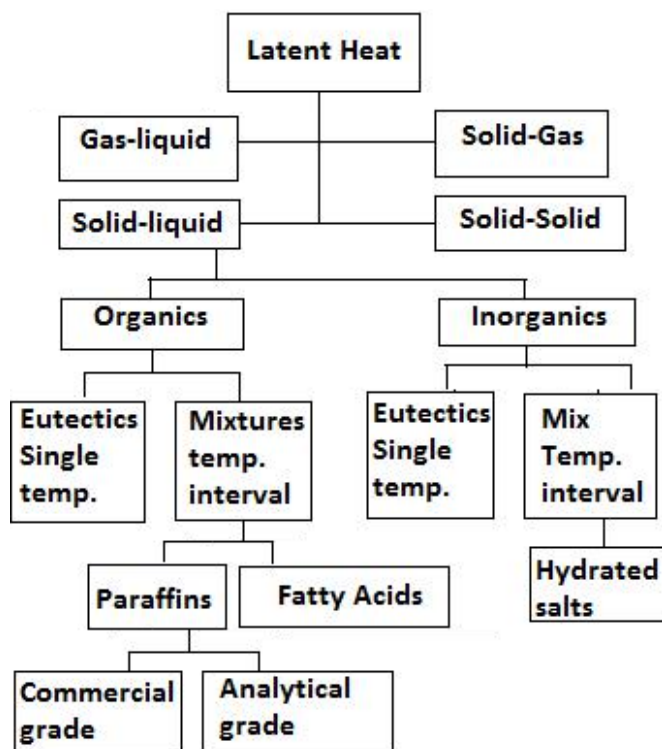 Latent Heat
Gas-liquid
Solid-Gas
Solid-liquid
Solid-Solid
Organics
Inorganics
Eutectics
Single
temp.
Mixtures
temp.
interval
Eutectics
Single
temp.
Mix
Temp.
interval
Paraffins
Fatty Acids
Hydrated
salts
Commercial
grade
Analytical
grade